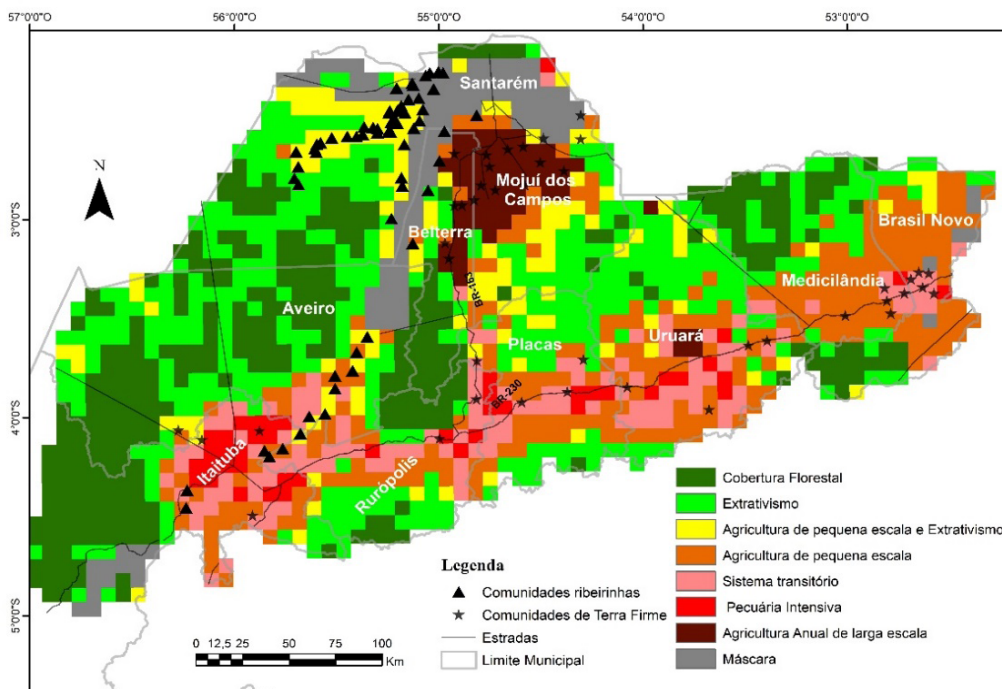 57°0'0"O 56°0'0"O 55°0'0"O 54°0'0"O 53°0'0"O
Santarém
N
Mojuí dos
Campos
3°0'0"S
Belterra
Brasil Novo
BR-163
Medicilândia
Aveiro
Uruará
Placas
BR-230
4°0'0"S
Itaituba
Rurópolis
Cobertura Florestal
Extrativismo
Agricultura de pequena escala e Extrativismo
Agricultura de pequena escala
Sistema transitório
Pecuária Intensiva
Agricultura Anual de larga escala
Máscara
Legenda
Comunidades ribeirinhas
Comunidades de Terra Firme
Estradas
Limite Municipal
5°0'0"S
0 12,5 25 50 75 100
Km